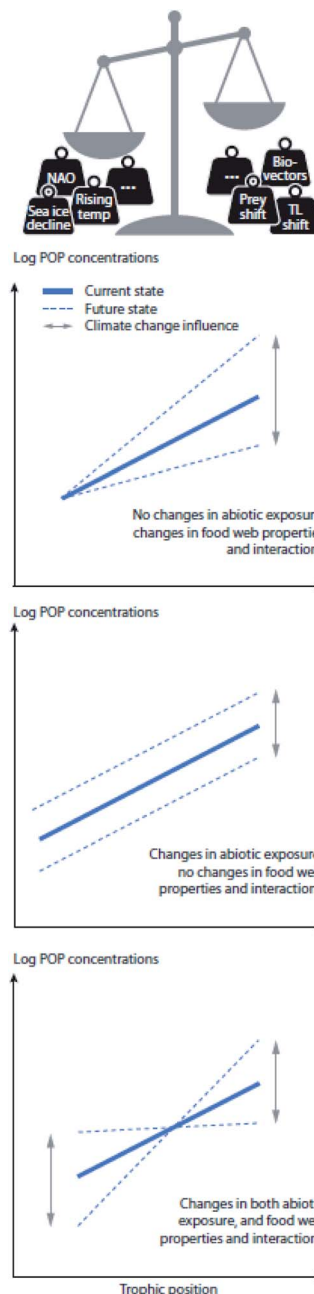 NAO
Sea ice
decline
Rising
temp
...
...
Bio-
vectors
Prey
shift
TL
shift
Log POP concentrations
Current state
Future state
Climate change influence
No changes in abiotic exposur
changes in food web propertie
and interaction
Log POP concentrations
Changes in abiotic exposur
no changes in food we
properties and interaction
Log POP concentrations
Changes in both abiot
exposure, and food we
properties and interaction
Trophic position